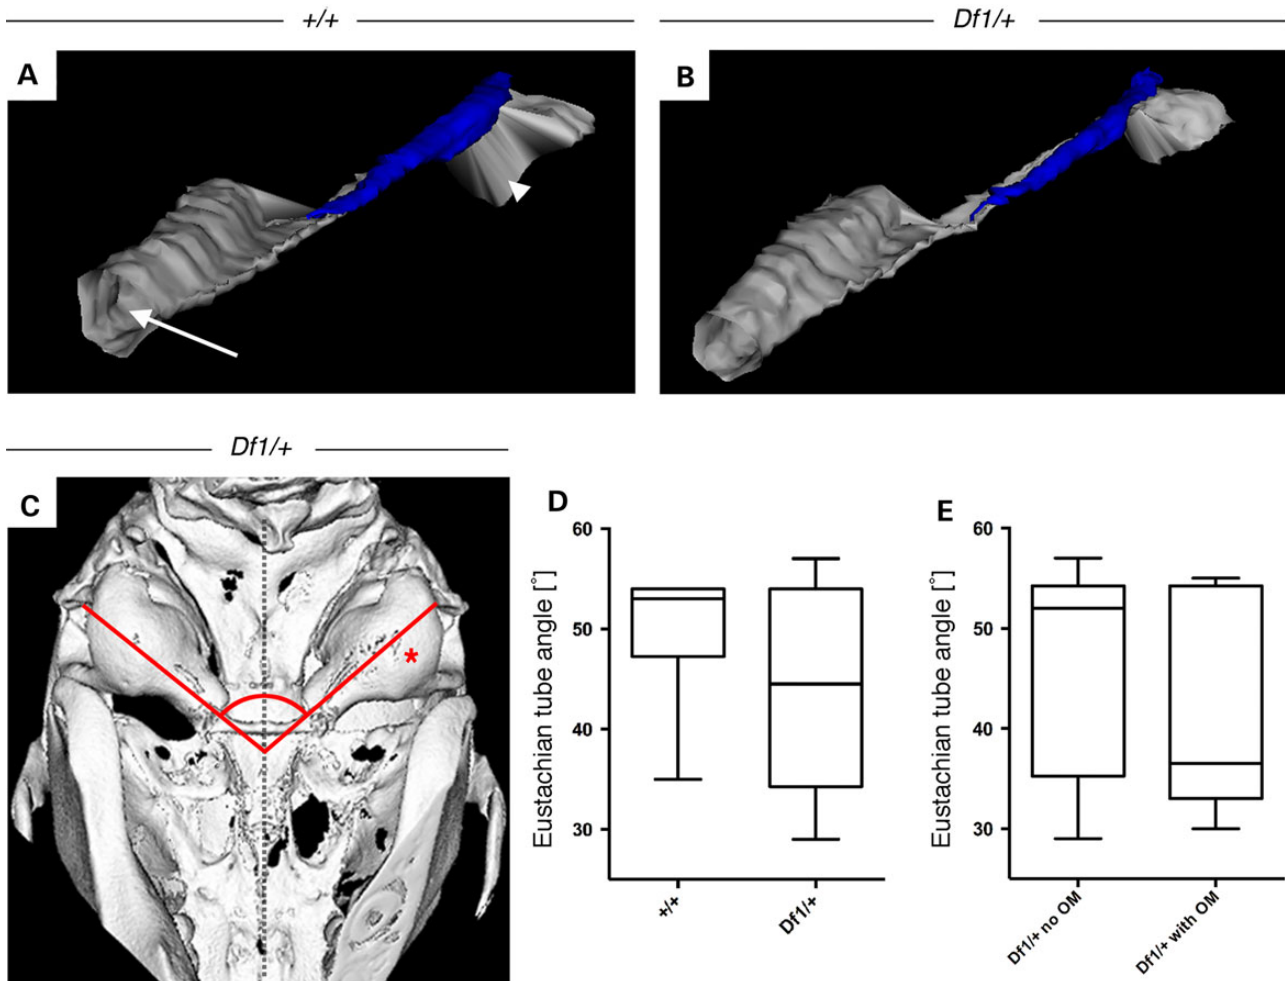 +/+
Df1/+
A
B
Df1/+
C
*
D
Eustachian tube angle [°]
60
50
40
30
+/+
Df1/+
E
Eustachian tube angle [°]
60
50
40
30
Df1/+ no OM
Df1/+ with OM